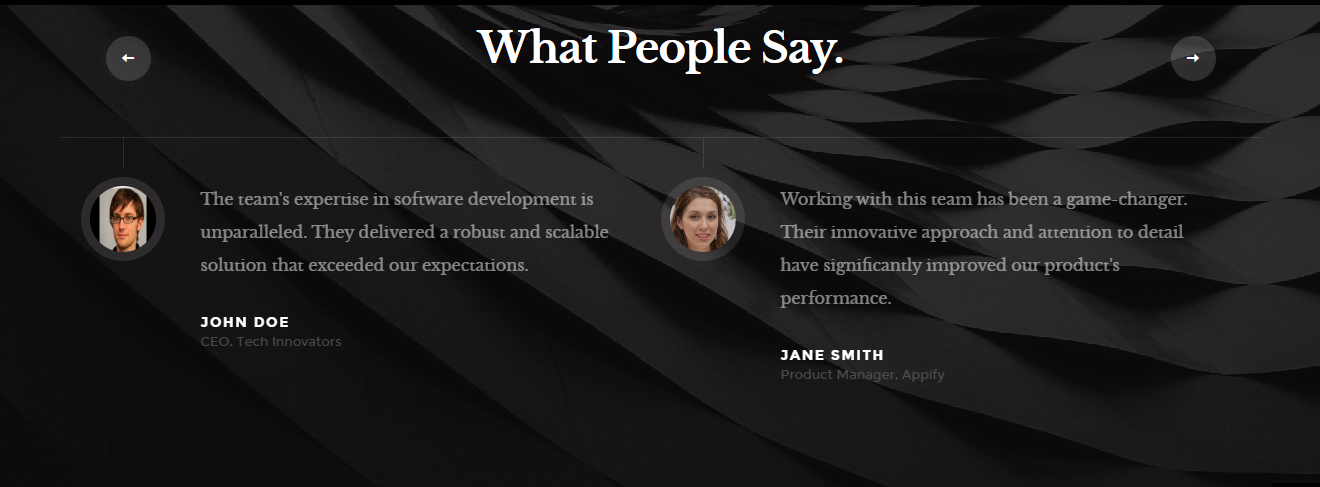 What People Say.
The team's expertise in software development is
unparalleled. They delivered a robust and scalable
solution that exceeded our expectations.
JOHN DOE
CEO, Tech Innovators
Working with this team has been a game-changer.
Their innovative approach and attention to detail
have significantly improved our product's
performance.
JANE SMITH
Product Manager, Appify